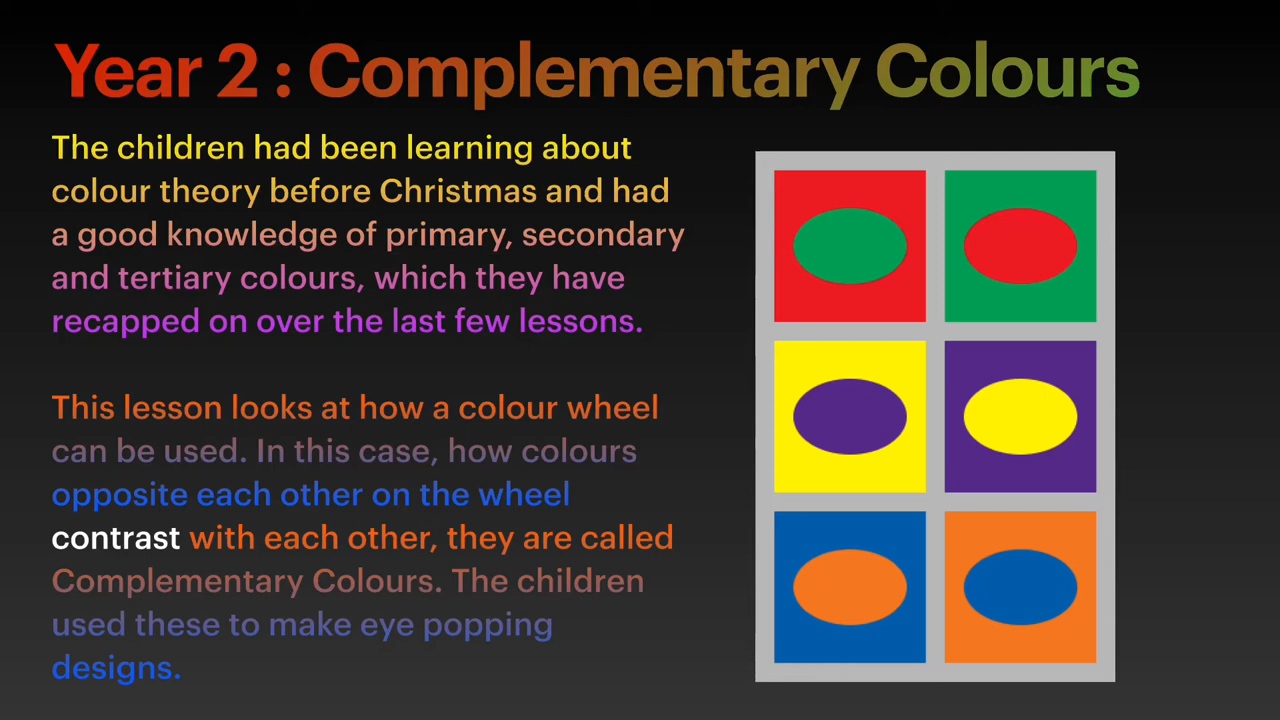 Year 2 : Complementary Colours
The children had been learning about
colour theory before Christmas and had
a good knowledge of primary, secondary
and tertiary colours, which they have
recapped on over the last few lessons.
This lesson looks at how a colour wheel
can be used. In this case, how colours
opposite each other on the wheel
contrast with each other, they are called
Complementary Colours. The children
used these to make eye popping
designs.